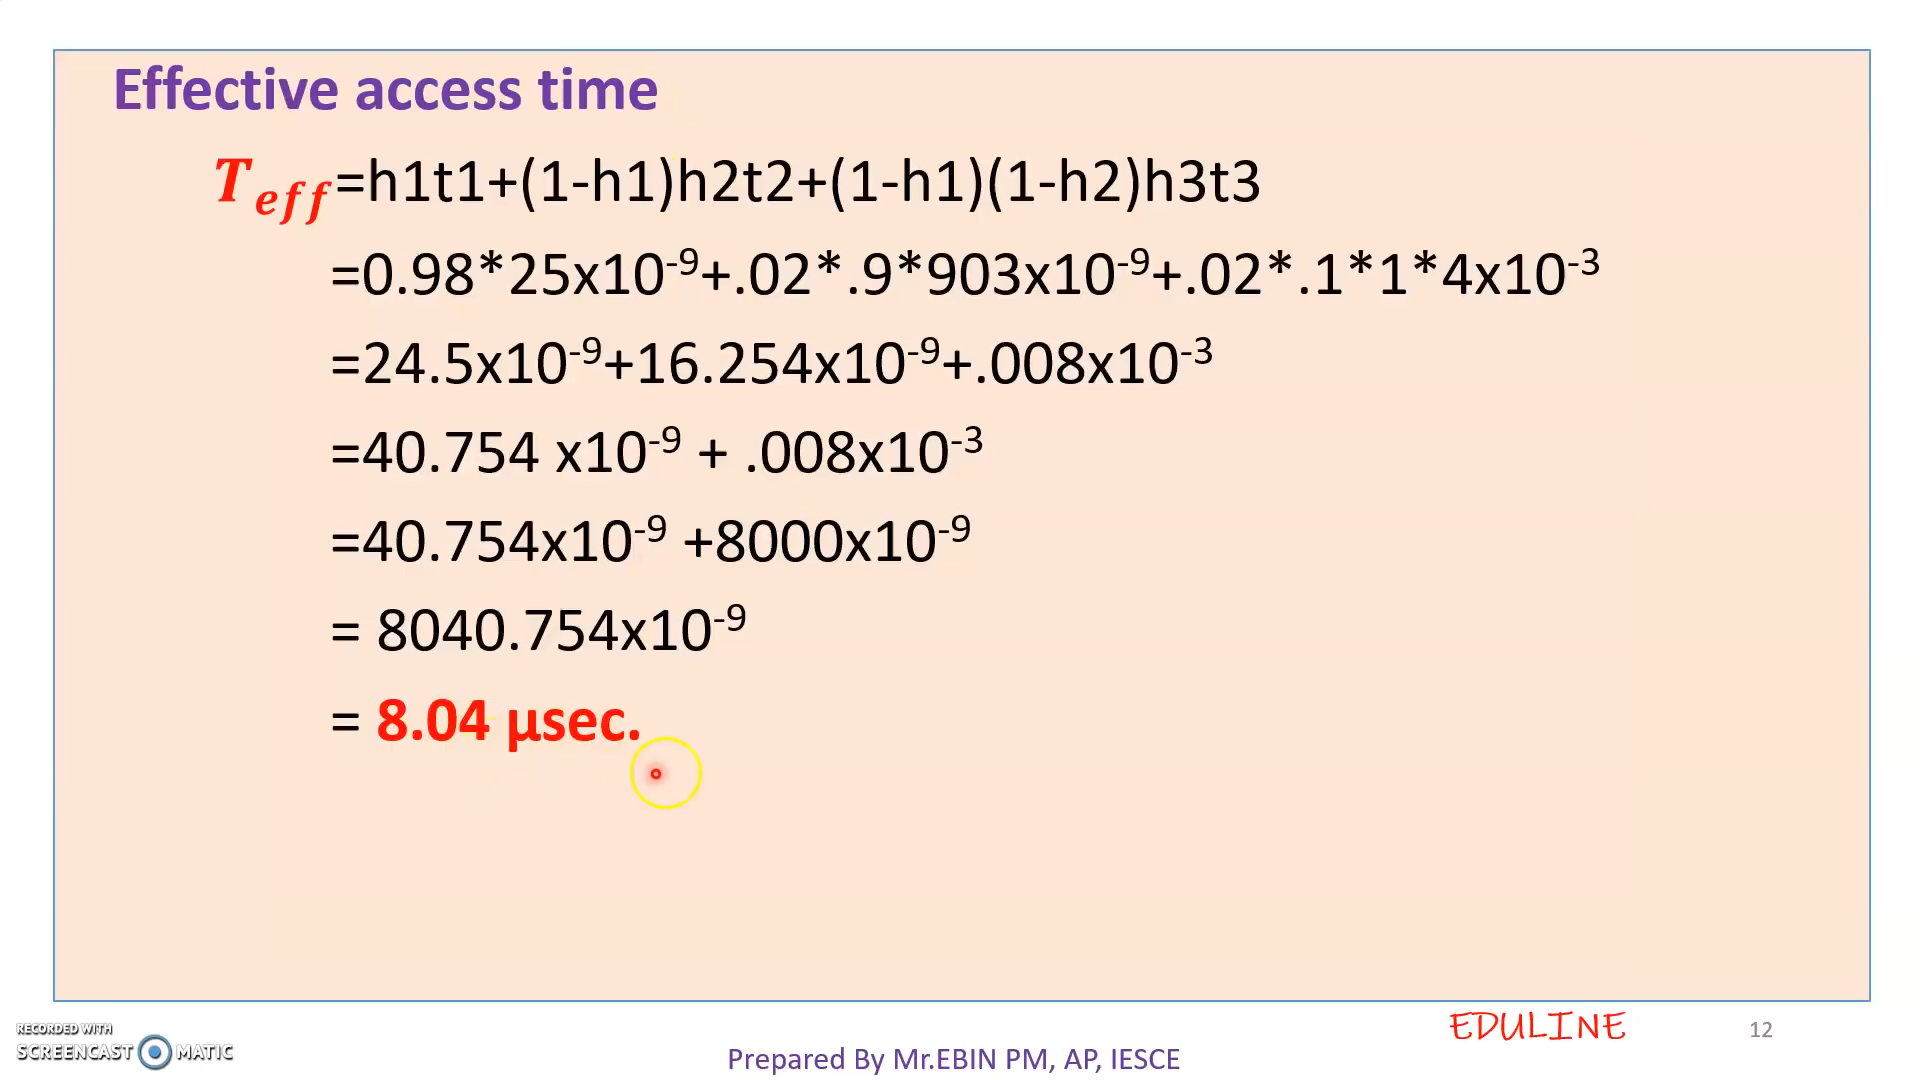 Effective access time
T eff=h1t1+(1-h1)h2t2+(1-h1)(1-h2)h3t3
=0.98*25x10⁻⁹+.02*.9*903x10⁻⁹+.02*.1*1*4x10⁻³
=24.5x10⁻⁹+16.254x10⁻⁹+.008x10⁻³
=40.754 x10⁻⁹ + .008x10⁻³
=40.754x10⁻⁹ +8000x10⁻⁹
= 8040.754x10⁻⁹
= 8.04 µsec.
EDULINE
12
RECORDED WITH
SCREENCAST MATIC
Prepared By Mr.EBIN PM, AP, IESCE